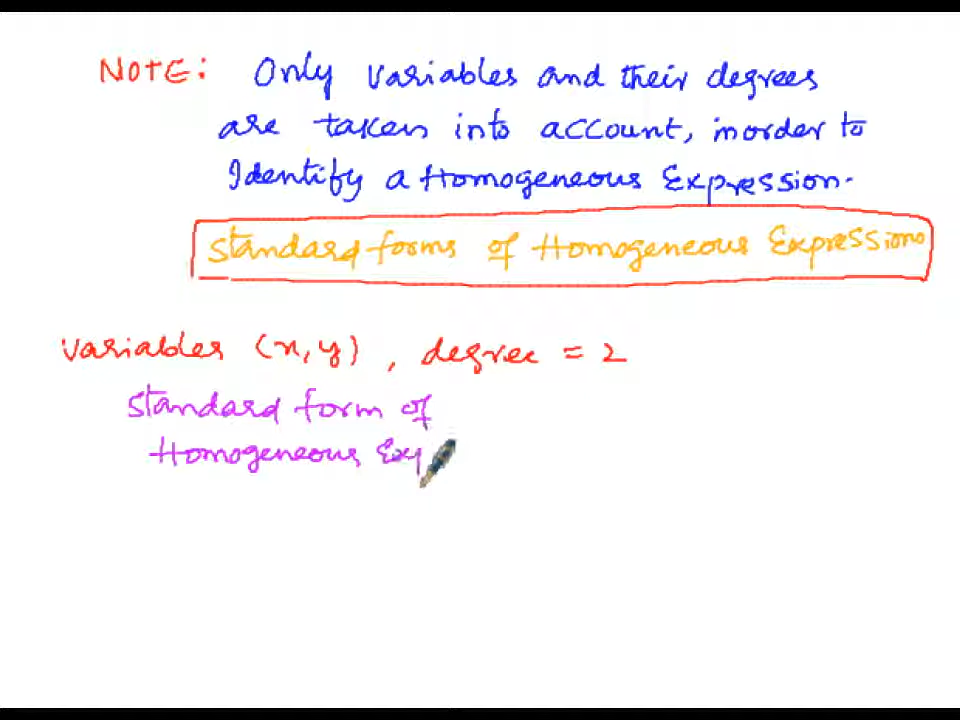 NOTE: Only variables and their degrees
are taken into account, inorder to
Identify a Homogeneous Expression.
Standard forms of Homogeneous Expressions
Variables (x,y), degree = 2
Standard form of
Homogeneous Exp